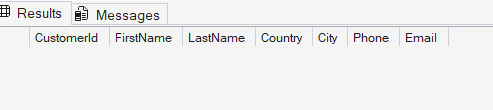 Results Messages
CustomerId FirstName LastName Country City Phone Email